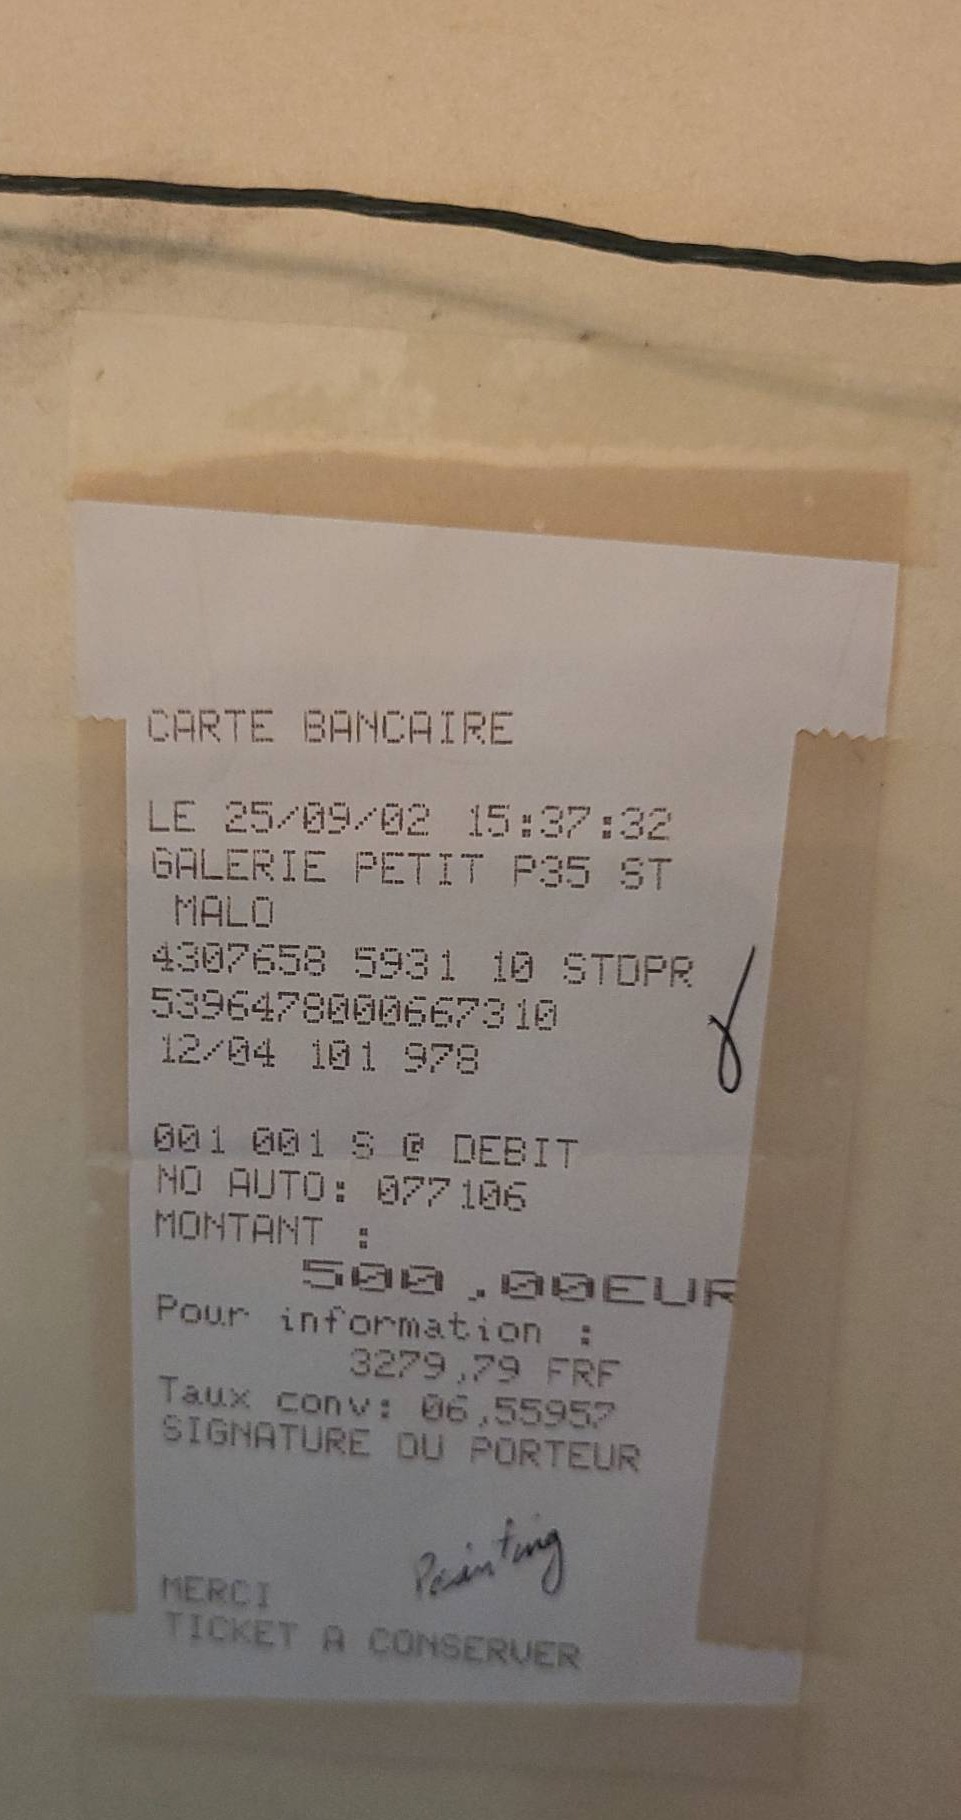 CARTE BANCAIRE
LE 25/09/02 15:37:32
GALERIE PETIT P35 ST
MALO
4307658 5931 10 STDPR
5396478000667310
12/04 101 978
001 001 S @ DEBIT
NO AUTO: 077106
MONTANT :
500.00EUR
Pour information :
3279,79 FRF
Taux conv: 06,55957
SIGNATURE DU PORTEUR
Painting
MERCI
TICKET A CONSERVER